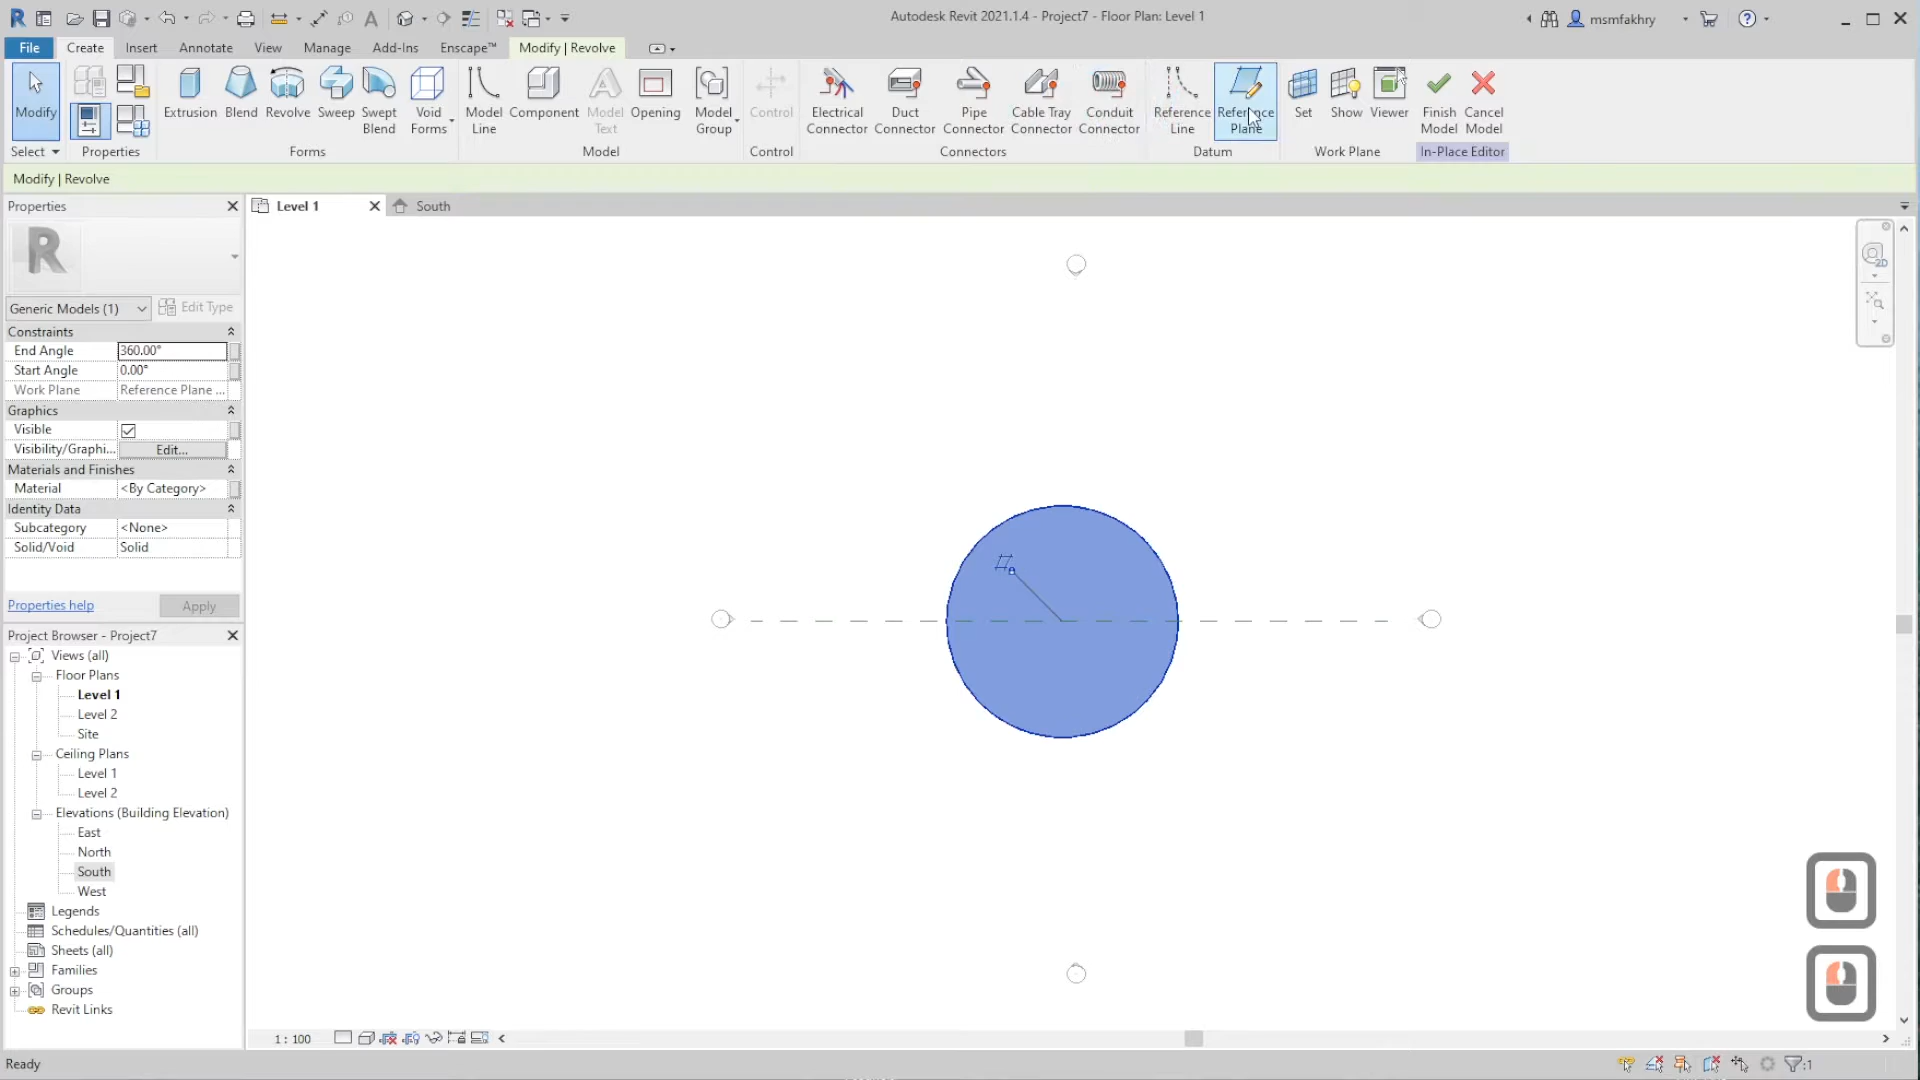 Autodesk Revit 2021.1.4 - Project7 - Floor Plan: Level 1
msmfakhry
File Create Insert Annotate View Manage Add-Ins Enscape™ Modify | Revolve
Modify
Extrusion Blend Revolve Sweep Swept Blend Void Forms
Model Line Component Model Text Opening Model Group
Control
Electrical Connector Duct Connector Pipe Connector Cable Tray Connector Conduit Connector
Reference Line Reference Plane
Set Show Viewer
Finish Model Cancel Model
Select Properties Forms Model Control Connectors Datum Work Plane In-Place Editor
Modify | Revolve
Properties
Level 1
South
R
Generic Models (1) Edit Type
Constraints
End Angle 360.00°
Start Angle 0.00°
Work Plane Reference Plane ...
Graphics
Visible
Visibility/Graphi... Edit...
Materials and Finishes
Material <By Category>
Identity Data
Subcategory <None>
Solid/Void Solid
Properties help Apply
Project Browser - Project7
Views (all)
Floor Plans
Level 1
Level 2
Site
Ceiling Plans
Level 1
Level 2
Elevations (Building Elevation)
East
North
South
West
Legends
Schedules/Quantities (all)
Sheets (all)
Families
Groups
Revit Links
2D
1 : 100
Ready
:1